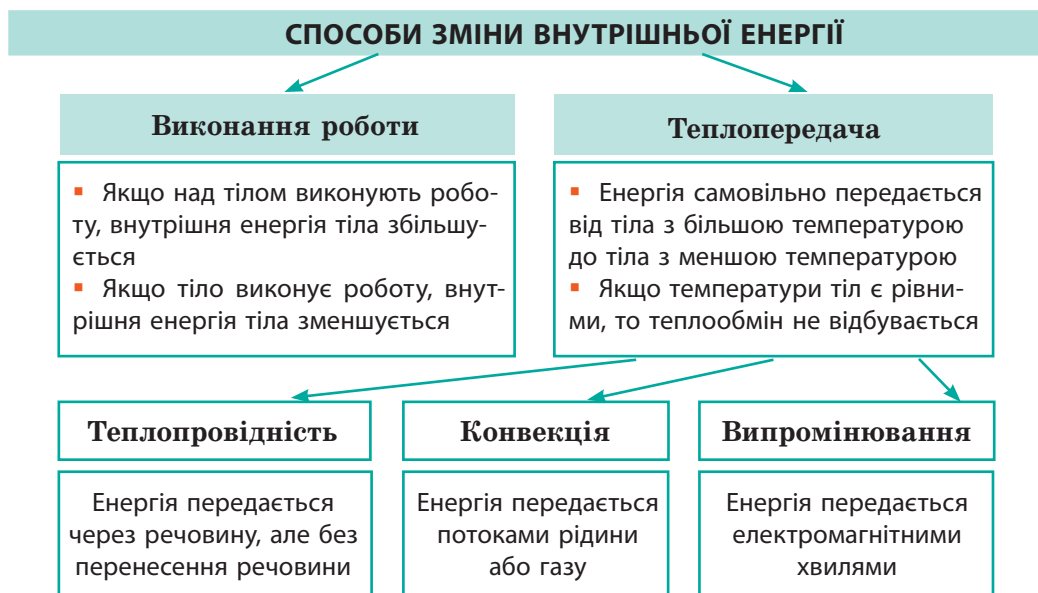 СПОСОБИ ЗМІНИ ВНУТРІШНЬОЇ ЕНЕРГІЇ
Виконання роботи
▪ Якщо над тілом виконують робо-
ту, внутрішня енергія тіла збільшу-
ється
▪ Якщо тіло виконує роботу, внут-
рішня енергія тіла зменшується
Теплопередача
▪ Енергія самовільно передається
від тіла з більшою температурою
до тіла з меншою температурою
▪ Якщо температури тіл є рівни-
ми, то теплообмін не відбувається
Теплопровідність
Енергія передається
через речовину, але без
перенесення речовини
Конвекція
Енергія передається
потоками рідини
або газу
Випромінювання
Енергія передається
електромагнітними
хвилями